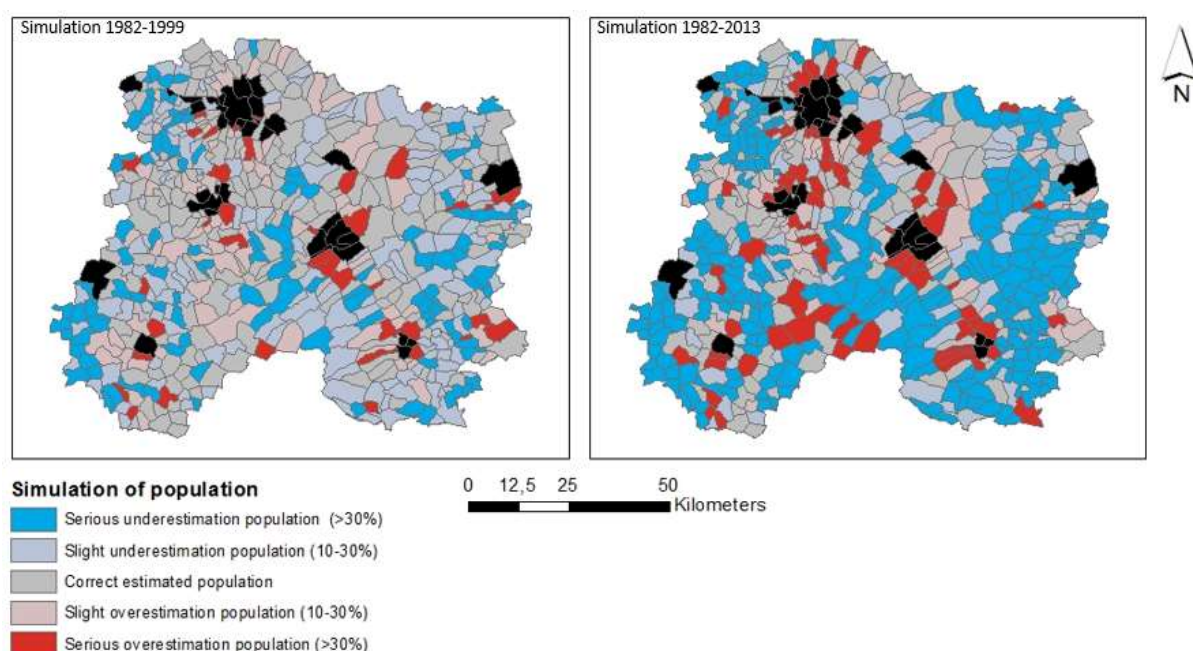 Simulation 1982-1999
Simulation 1982-2013
N
Simulation of population
Serious underestimation population (>30%)
Slight underestimation population (10-30%)
Correct estimated population
Slight overestimation population (10-30%)
Serious overestimation population (>30%)
0 12,5 25 50
Kilometers